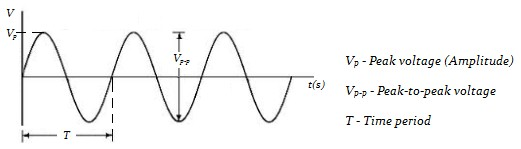 V
Vp
Vp-p
t(s)
T
Vp - Peak voltage (Amplitude)
Vp-p - Peak-to-peak voltage
T - Time period